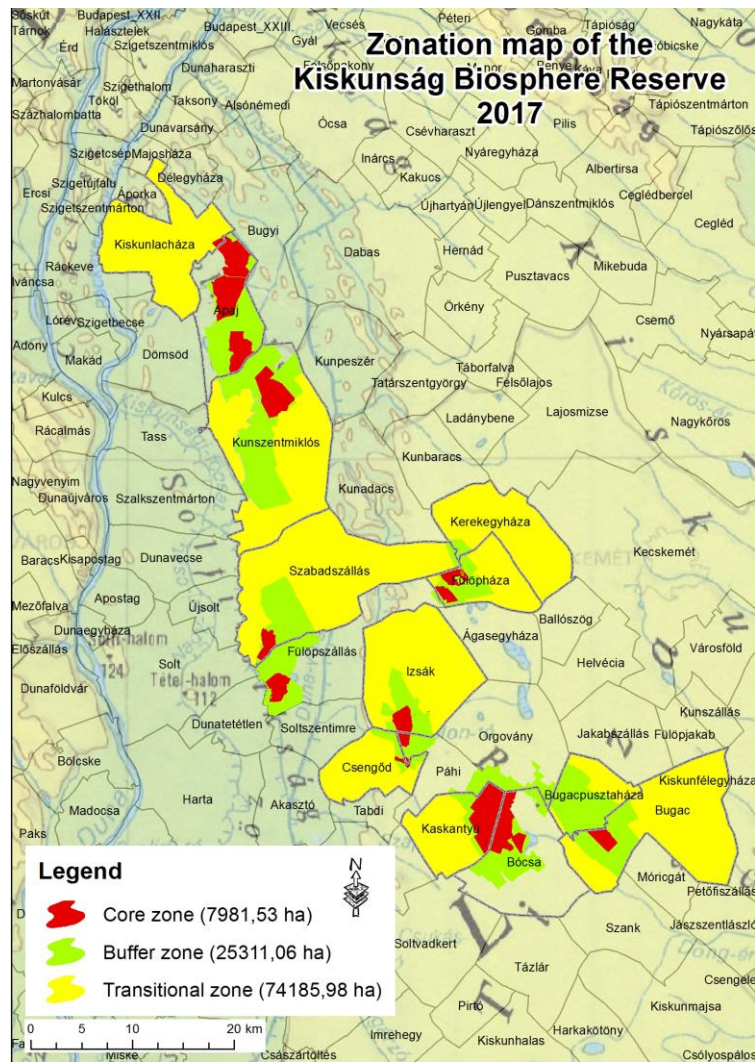 Zonation map of the
Kiskunság Biosphere Reserve
2017
Sóskút
Budapest_XXII.
Budapest_XXIII.
Vecsés
Péteri
Gomba
Tápióság
Nagykáta
Tárnok
Halásztelek
Gyál
Érd
Szigetszentmiklós
Dunaharaszti
Martonvásár
Szigethalom
Tököl
Taksony
Alsónémedi
Százhalombatta
Dunavarsány
Ócsa
Csévharaszt
Pilis
Tápiószentmárton
Tápiószőlős
Szigetcsép
Majosháza
Inárcs
Nyáregyháza
Albertirsa
Szigetújfalu
Délegyháza
Kakucs
Ceglédbercel
Ercsi
Áporka
Szigetszentmárton
Újhartyán
Újlengyel
Dánszentmiklós
Cegléd
Kiskunlacháza
Bugyi
Dabas
Hernád
Mikebuda
Ráckeve
Pusztavacs
Iváncsa
Apaj
Örkény
Csemő
Lórév
Szigetbecse
Nyársapát
Adony
Makád
Dömsöd
Kunpeszér
Táborfalva
Tatárszentgyörgy
Felsőlajos
Kulcs
Ladánybene
Lajosmizse
Nagykőrös
Rácalmás
Tass
Kunszentmiklós
Kunbaracs
Nagyvenyim
Dunaújváros
Szalkszentmárton
Kunadacs
Kerekegyháza
Baracs
Kisapostag
Dunavecse
Szabadszállás
Fülöpháza
Kecskemét
Mezőfalva
Apostag
Újsolt
Ballószög
Dunaegyháza
Előszállás
124
Fülöpszállás
Ágasegyháza
Városföld
Solt
Izsák
Helvécia
Tétel-halom
112
Dunaföldvár
Dunatetétlen
Soltszentimre
Kunszállás
Orgovány
Jakabszállás
Fülöpjakab
Bölcske
Csengőd
Páhi
Kiskunfélegyháza
Bugacpusztaháza
Madocsa
Harta
Akasztó
Tabdi
Bugac
Paks
Kaskantyú
Bócsa
Móricgát
Petőfiszállás
Szank
Jászszentlászló
Soltvadkert
Tázlár
Csengele
Pirtó
Kiskunmajsa
Imrehegy
Kiskunhalas
Harkakötöny
Miske
Császártöltés
Csólyospálos
Legend
N
Core zone (7981,53 ha)
Buffer zone (25311,06 ha)
Transitional zone (74185,98 ha)
0 10 20 km